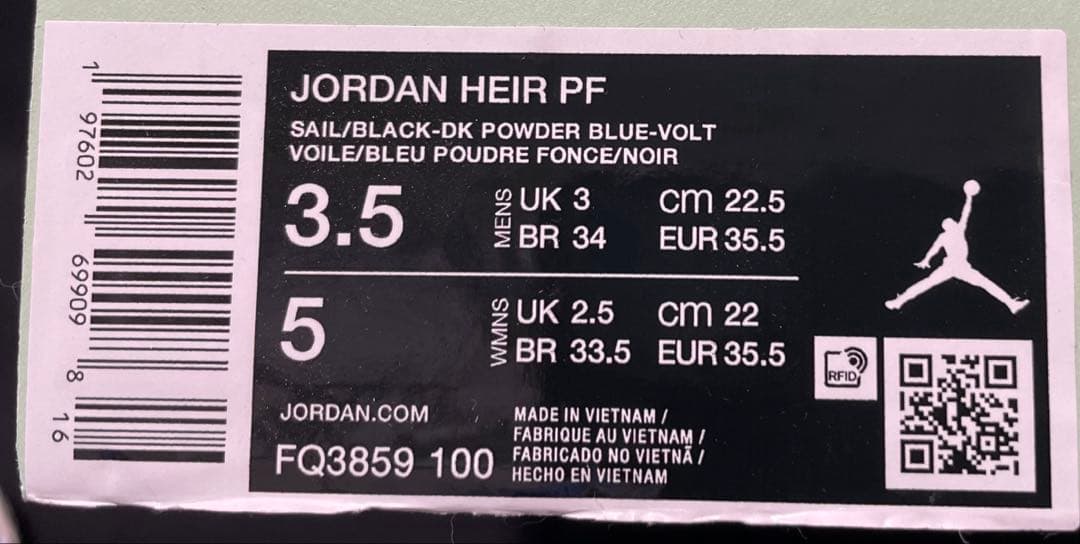 JORDAN HEIR PF
SAIL/BLACK-DK POWDER BLUE-VOLT
VOILE/BLEU POUDRE FONCE/NOIR
3.5 MENS UK 3 cm 22.5
BR 34 EUR 35.5
5 WMNS UK 2.5 cm 22
BR 33.5 EUR 35.5
RFID
JORDAN.COM
FQ3859 100
MADE IN VIETNAM /
FABRIQUE AU VIETNAM /
FABRICADO NO VIETNÃ /
HECHO EN VIETNAM
1 97602 69909 8 16